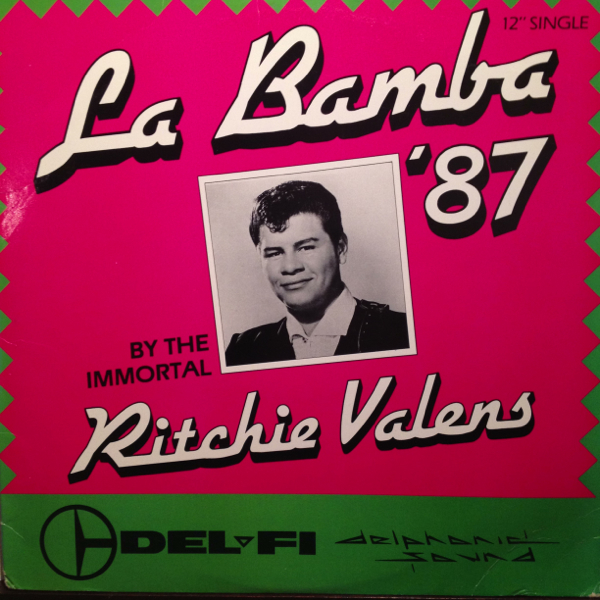 12" SINGLE
La Bamba
'87
BY THE
IMMORTAL
Ritchie Valens
DEL-FI
delphonic
sound